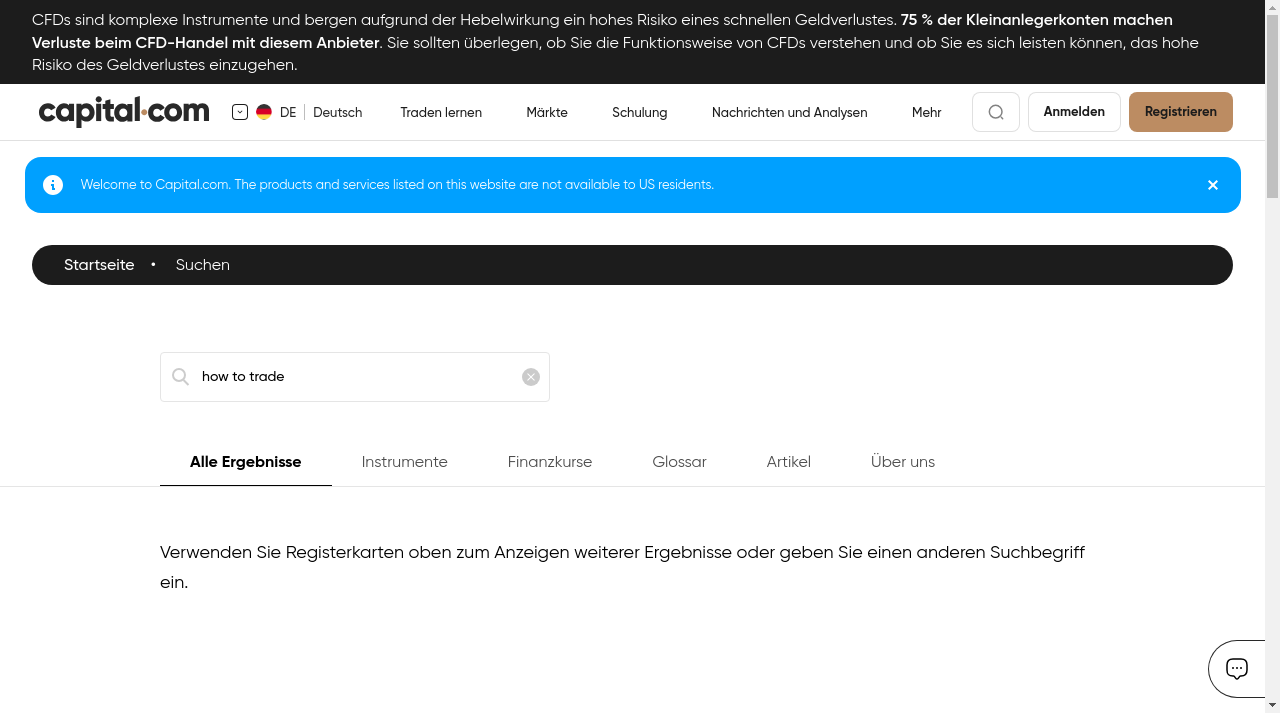 CFDs sind komplexe Instrumente und bergen aufgrund der Hebelwirkung ein hohes Risiko eines schnellen Geldverlustes. 75 % der Kleinanlegerkonten machen
Verluste beim CFD-Handel mit diesem Anbieter. Sie sollten überlegen, ob Sie die Funktionsweise von CFDs verstehen und ob Sie es sich leisten können, das hohe
Risiko des Geldverlustes einzugehen.
capital.com DE Deutsch Traden lernen Märkte Schulung Nachrichten und Analysen Mehr Anmelden Registrieren
Welcome to Capital.com. The products and services listed on this website are not available to US residents.
Startseite • Suchen
how to trade
Alle Ergebnisse Instrumente Finanzkurse Glossar Artikel Über uns
Verwenden Sie Registerkarten oben zum Anzeigen weiterer Ergebnisse oder geben Sie einen anderen Suchbegriff
ein.